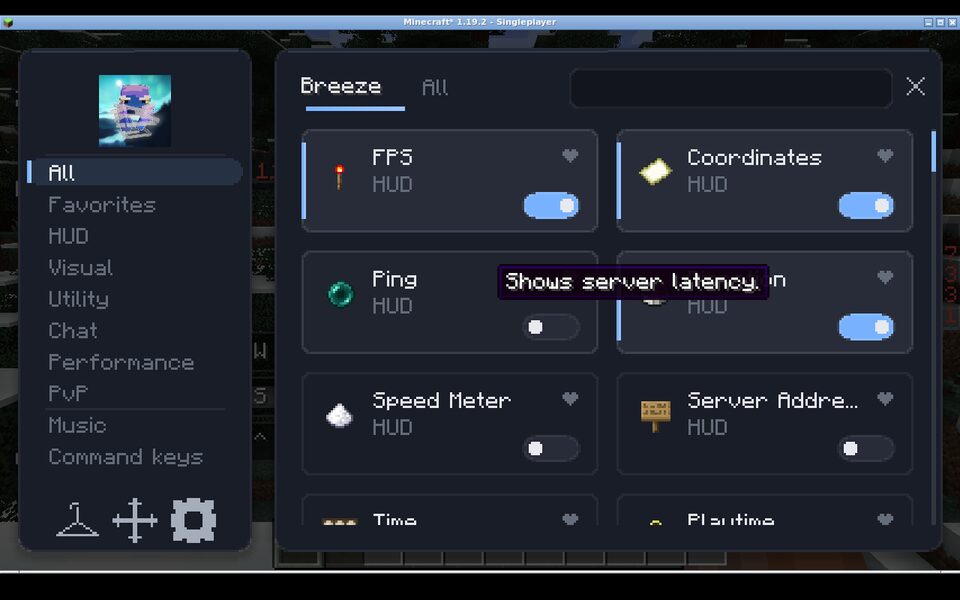 Minecraft* 1.19.2 - Singleplayer
Breeze
All
All
Favorites
HUD
Visual
Utility
Chat
Performance
PvP
Music
Command keys
FPS
HUD
Coordinates
HUD
Ping
HUD
Shows server latency.
HUD
Speed Meter
HUD
Server Addre...
HUD
Time
Playtime
W
S